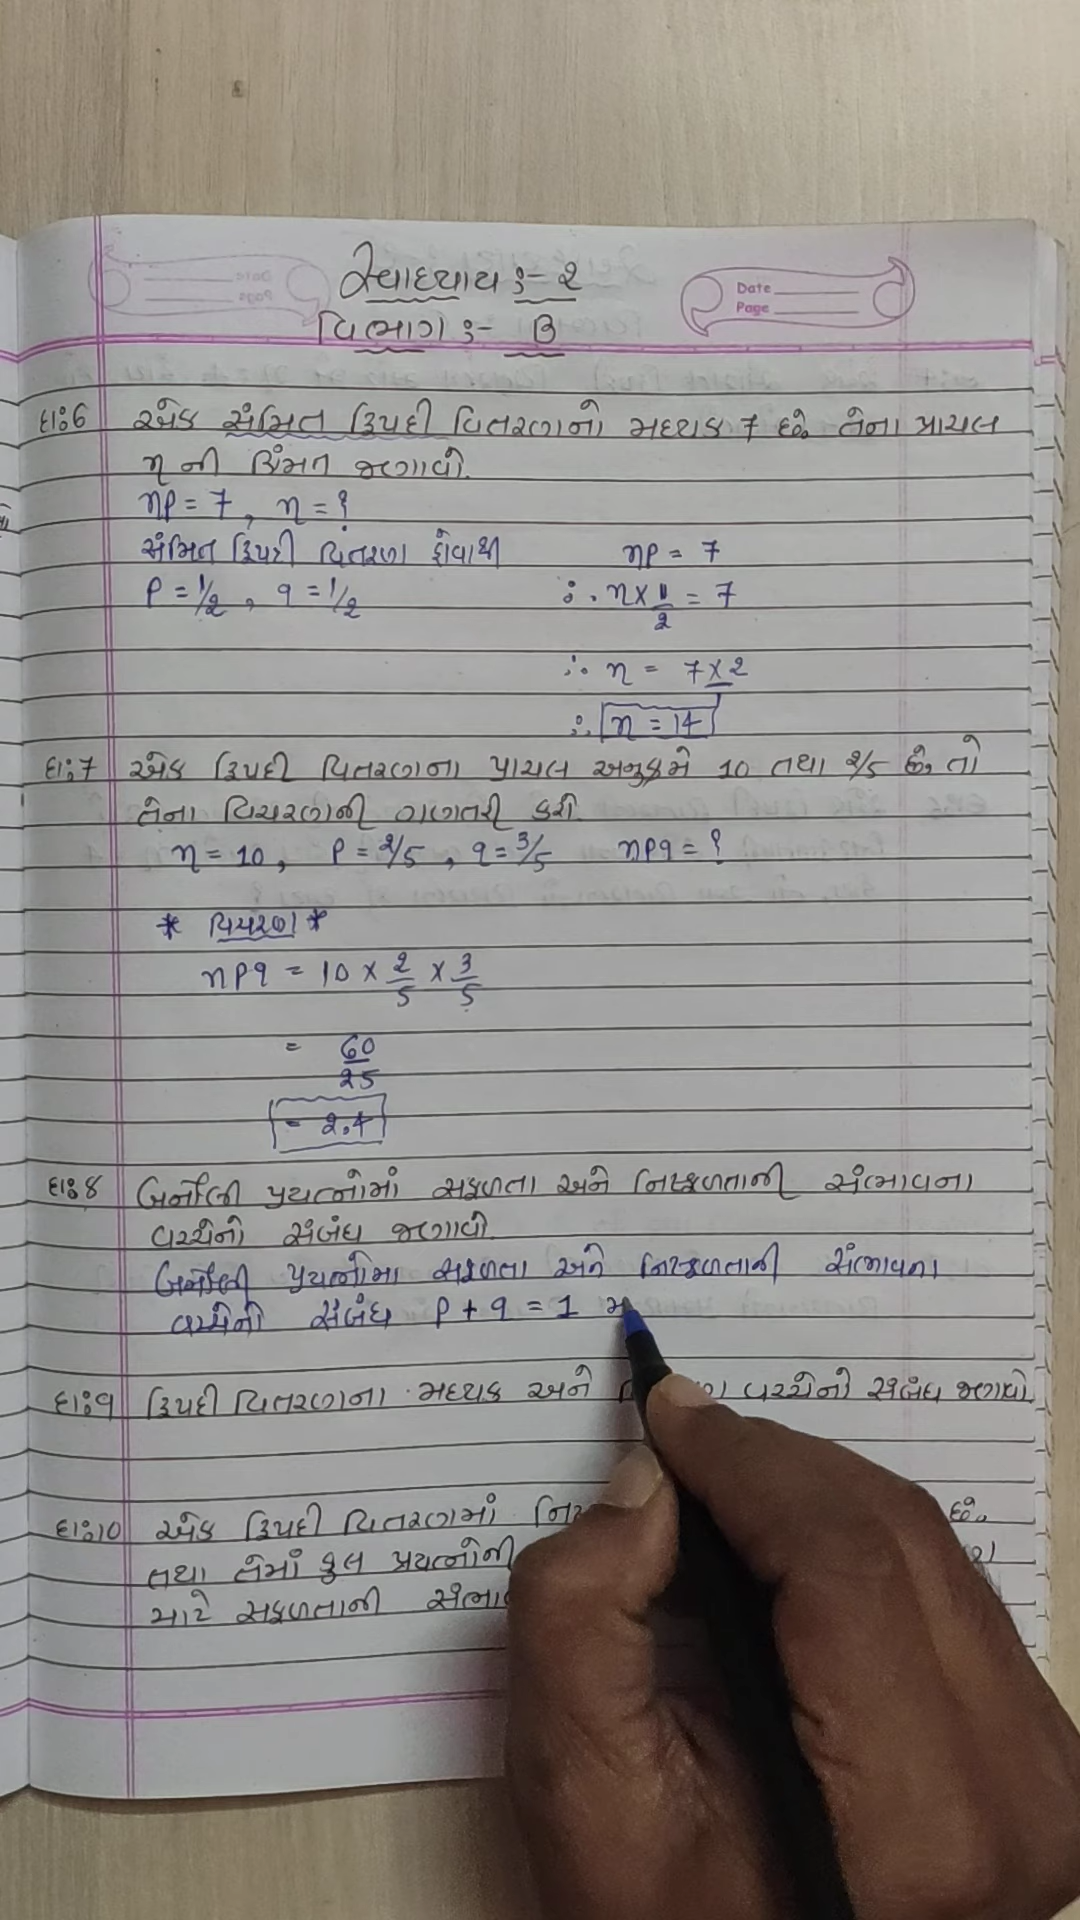 સ્વાધ્યાય :- ૨
વિભાગ :- B
Date
Page
દા:6 એક સંમિત દ્વિપદી વિતરણનો મધ્યક 7 છે. તેના પ્રાચલ
n ની કિંમત જણાવો.
np = 7, n = ?
સંમિત દ્વિપદી વિતરણ હોવાથી
p = 1/2, q = 1/2
np = 7
∴ n × 1/2 = 7
∴ n = 7 × 2
∴ n = 14
દા:7 એક દ્વિપદી વિતરણના પ્રાચલ અનુક્રમે 10 તથા 2/5 છે, તો
તેના વિચરણની ગણતરી કરો.
n = 10, p = 2/5, q = 3/5 npq = ?
* વિચરણ *
npq = 10 × 2/5 × 3/5
= 60/25
= 2.4
દા:8 બર્નોલી પ્રયત્નોમાં સફળતા અને નિષ્ફળતાની સંભાવના
વચ્ચેનો સંબંધ જણાવો.
બર્નોલી પ્રયત્નોમાં સફળતા અને નિષ્ફળતાની સંભાવના
વચ્ચેનો સંબંધ p + q = 1
દા:9 દ્વિપદી વિતરણના મધ્યક અને વચ્ચેનો સંબંધ જણાવો.
દા:10 એક દ્વિપદી વિતરણમાં છે.
તથા તેમાં કુલ પ્રયત્નોની
માટે સફળતાની